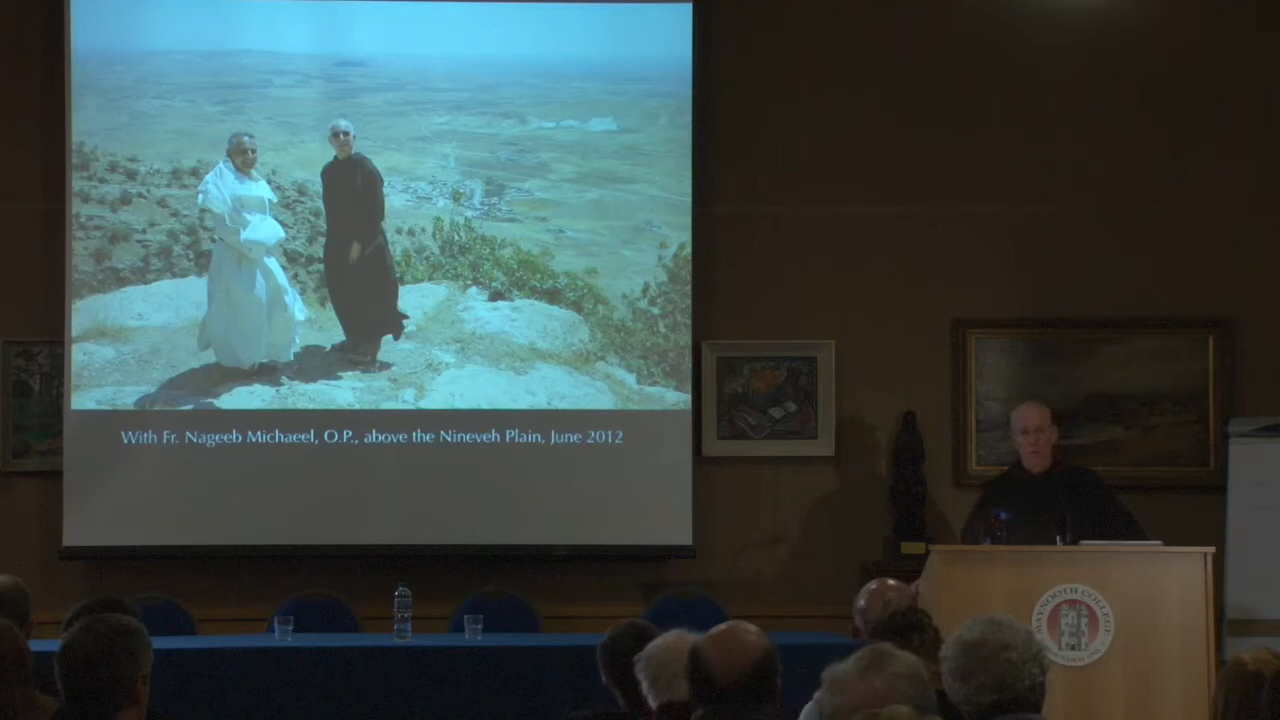 With Fr. Nageeb Michaeel, O.P., above the Nineveh Plain, June 2012
MAYNOOTH COLLEGE